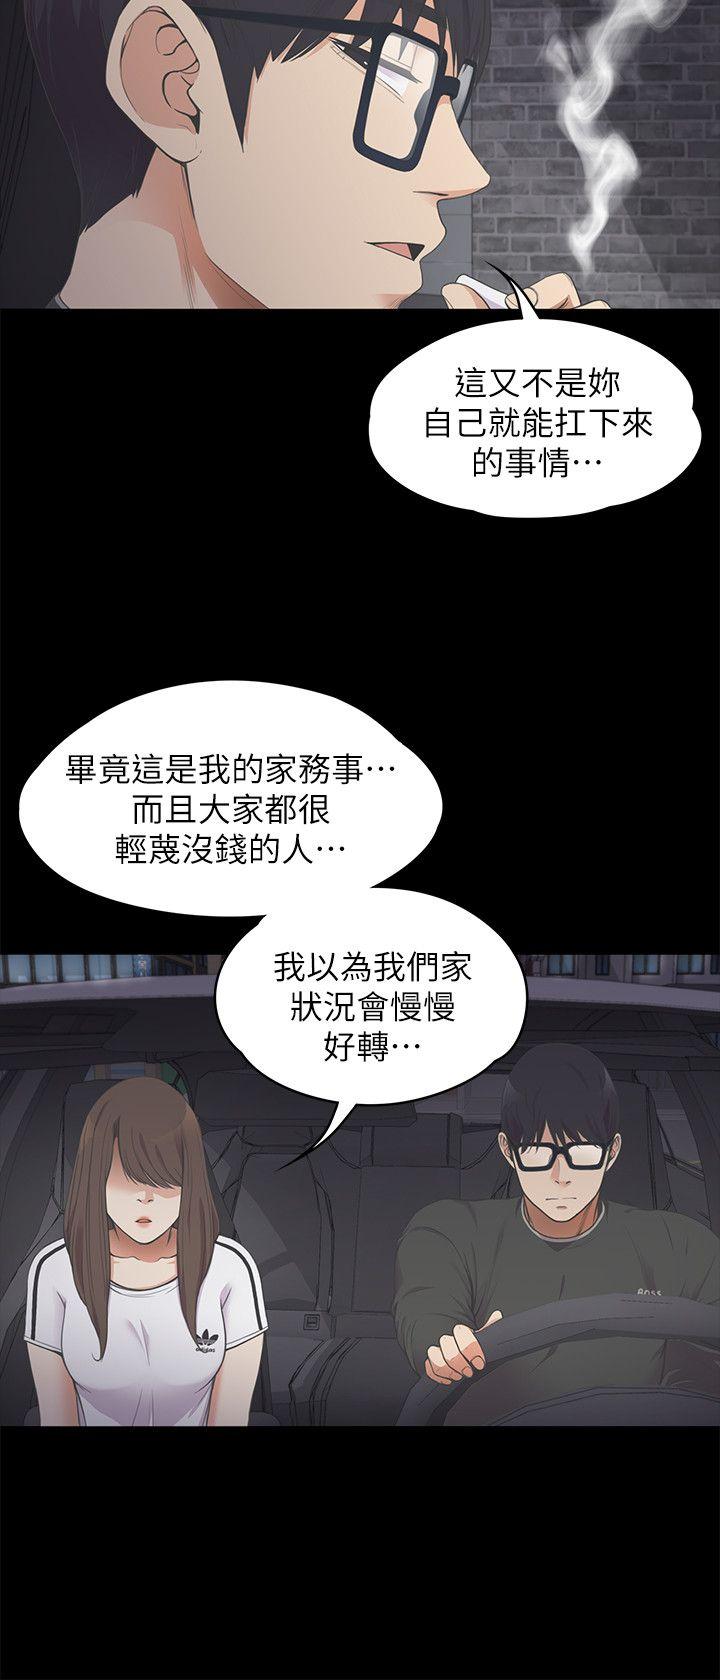 這又不是妳
自己就能扛下來
的事情⋯
畢竟這是我的家務事⋯
而且大家都很
輕蔑沒錢的人⋯
我以為我們家
狀況會慢慢
好轉⋯
adidas
BOSS